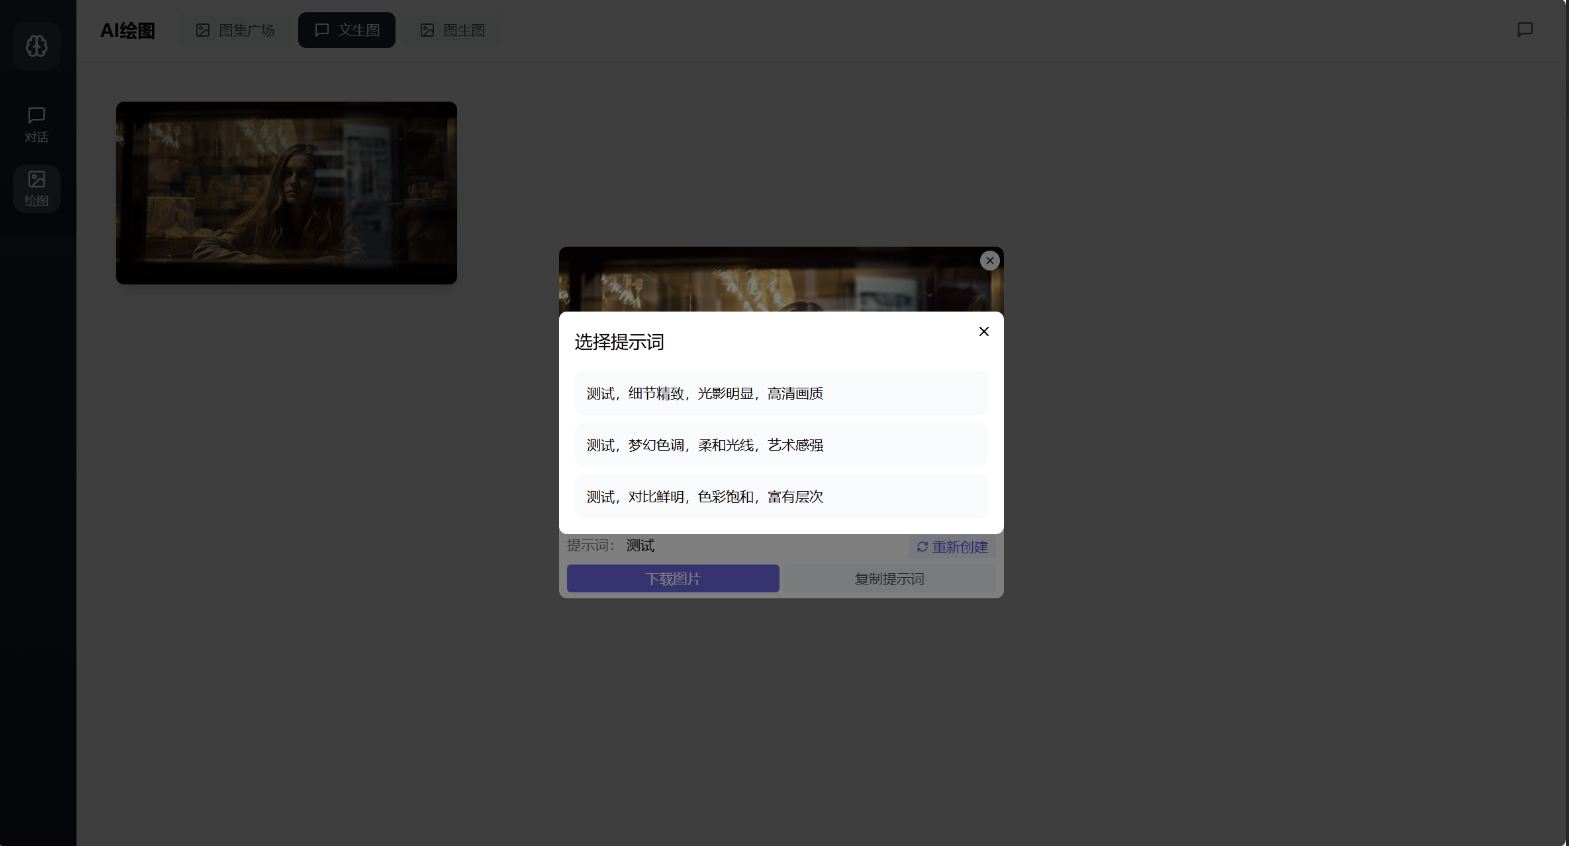 AI绘图
图集广场
文生图
图生图
对话
绘图
选择提示词
测试，细节精致，光影明显，高清画质
测试，梦幻色调，柔和光线，艺术感强
测试，对比鲜明，色彩饱和，富有层次
提示词： 测试
重新创建
下载图片
复制提示词